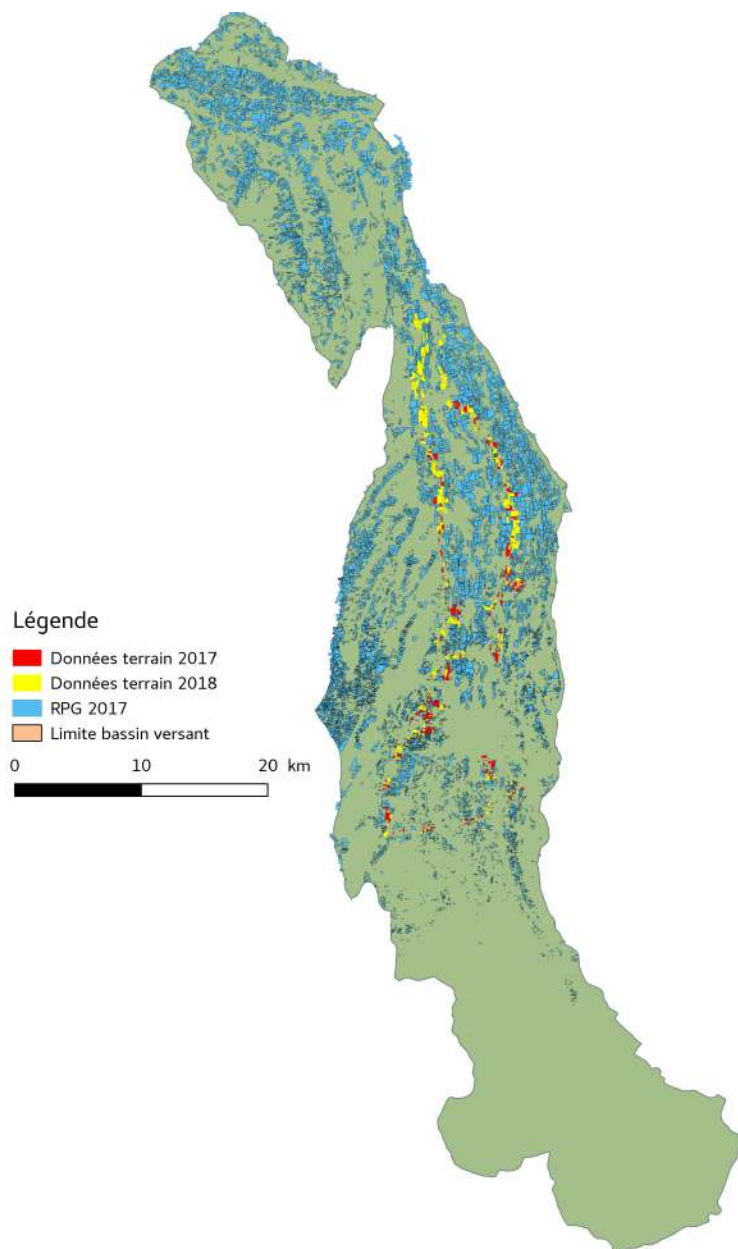 Légende
Données terrain 2017
Données terrain 2018
RPG 2017
Limite bassin versant
0 10 20 km